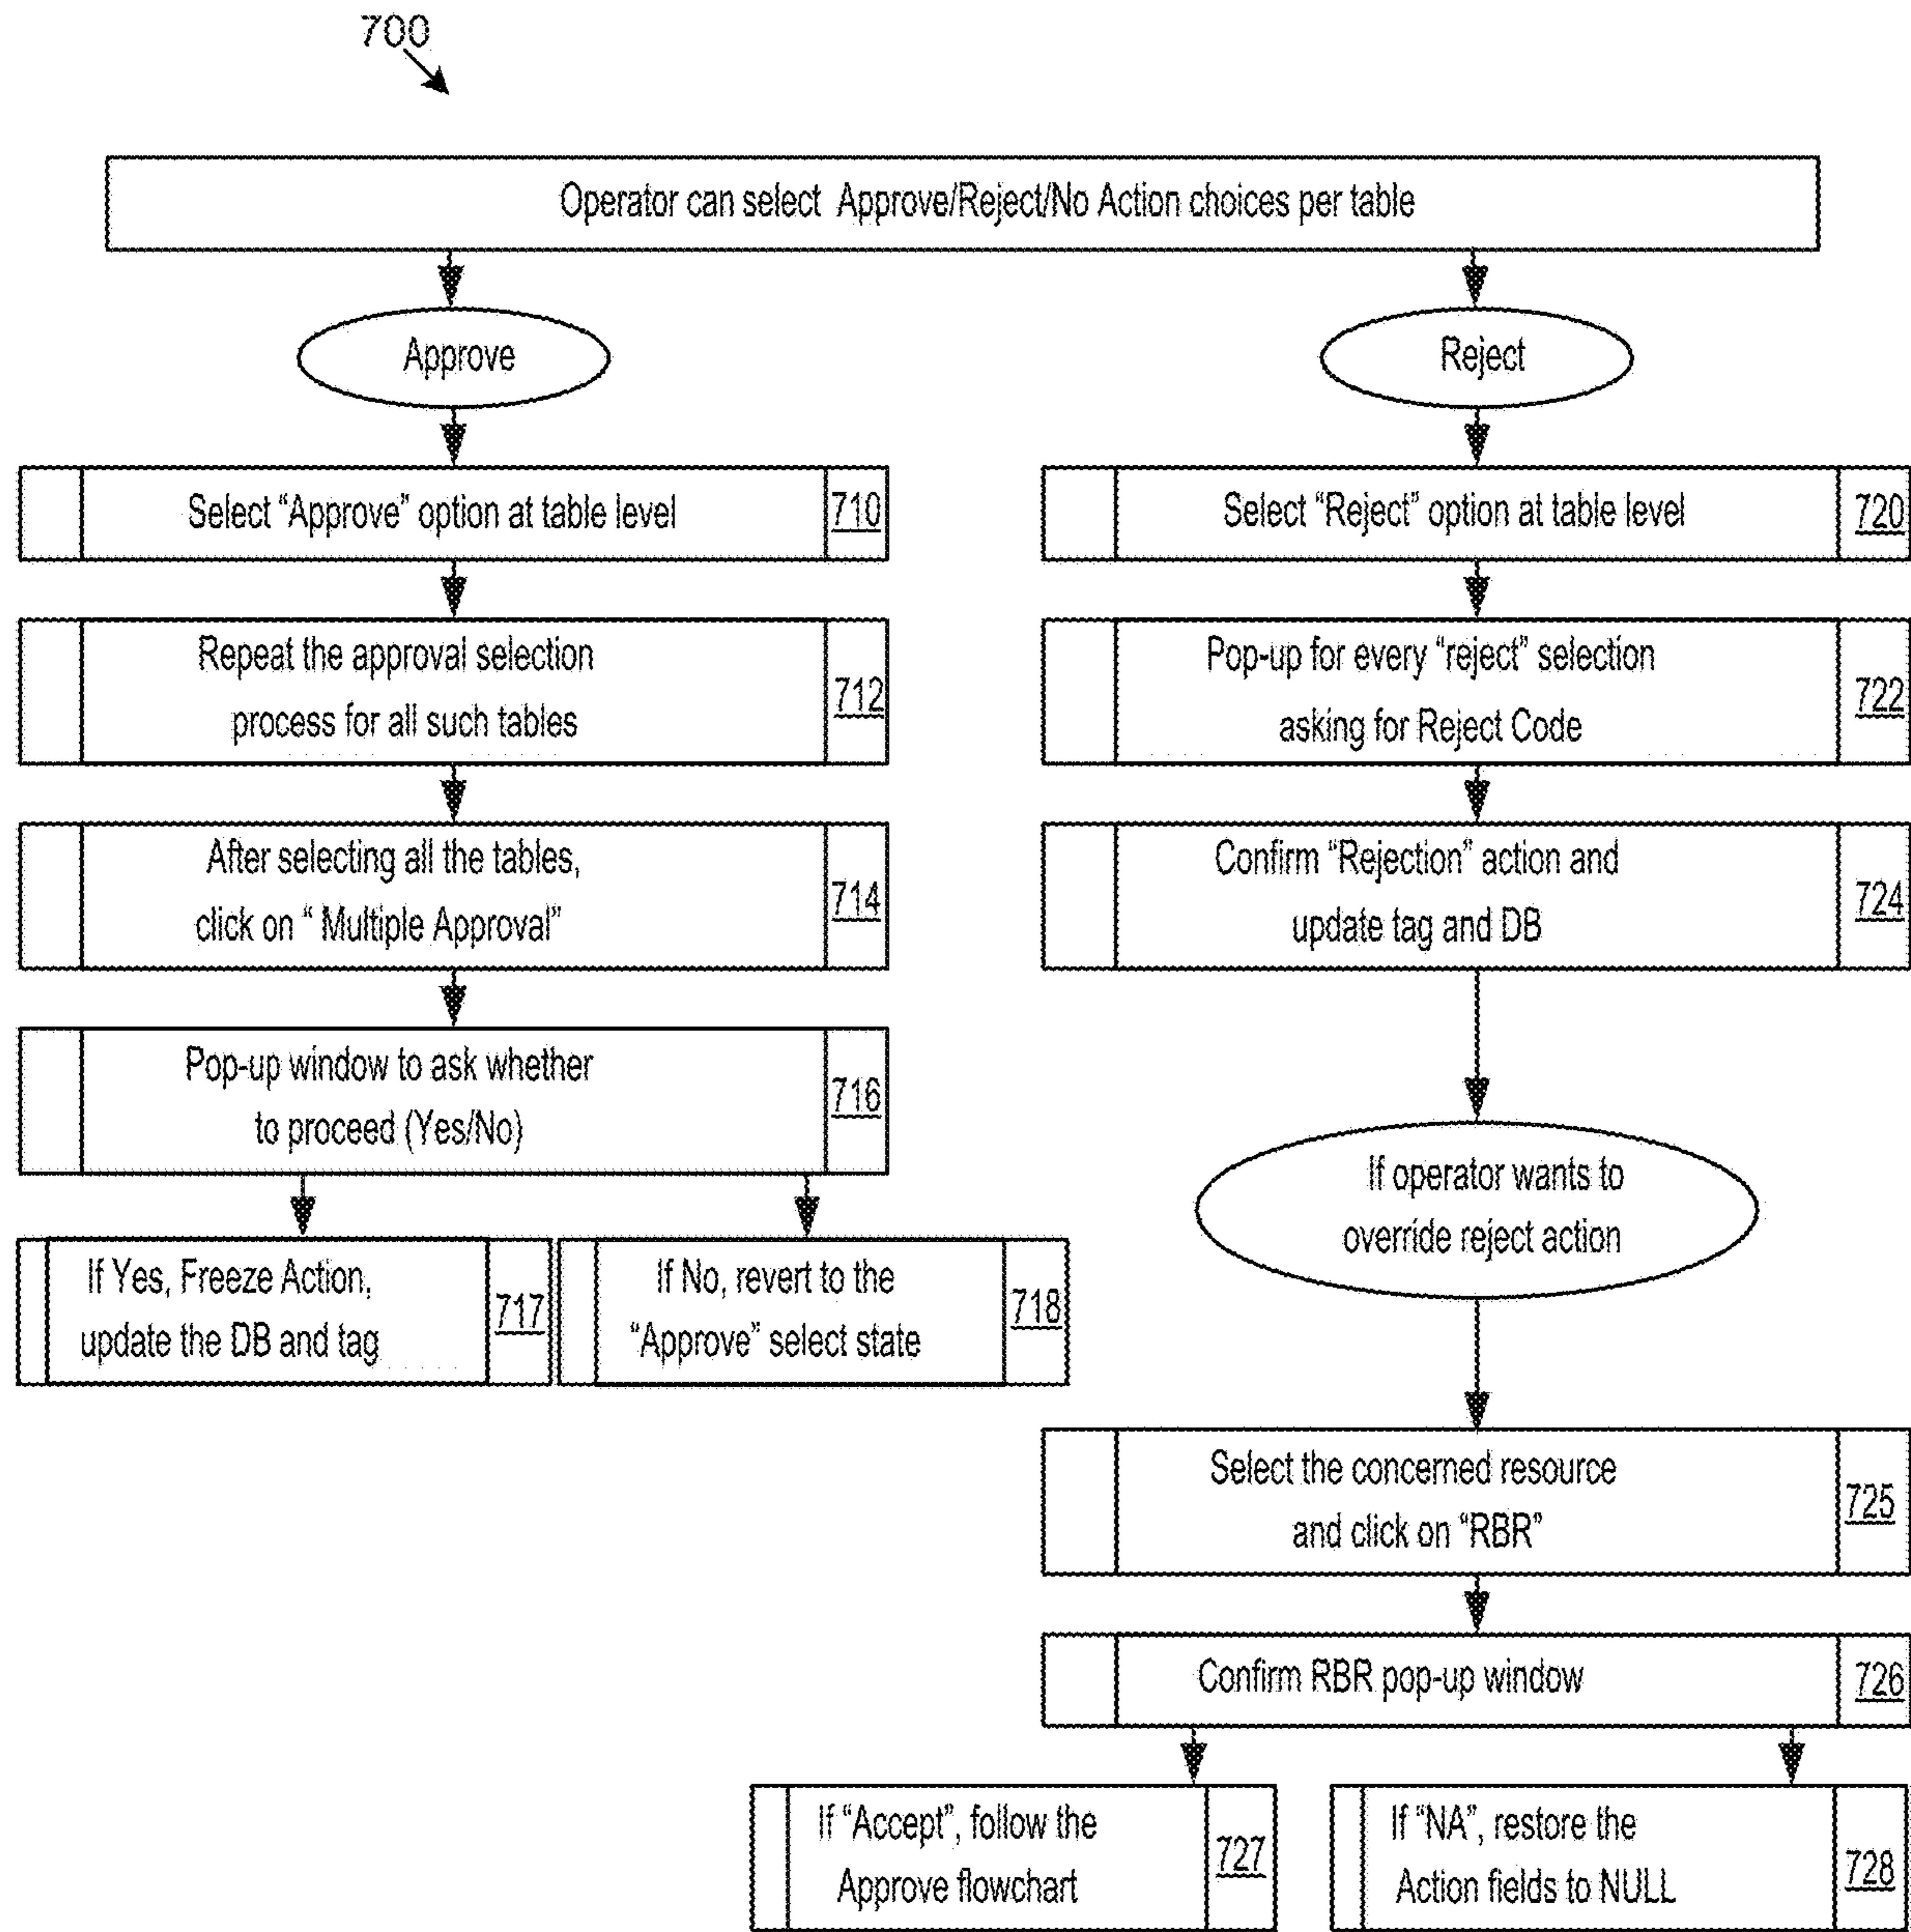 700
Operator can select Approve/Reject/No Action choices per table
Approve
Select “Approve” option at table level
710
Repeat the approval selection
process for all such tables
712
After selecting all the tables,
click on “ Multiple Approval”
714
Pop-up window to ask whether
to proceed (Yes/No)
716
If Yes, Freeze Action,
update the DB and tag
717
If No, revert to the
“Approve” select state
718
Reject
Select “Reject” option at table level
720
Pop-up for every “reject” selection
asking for Reject Code
722
Confirm “Rejection” action and
update tag and DB
724
If operator wants to
override reject action
Select the concerned resource
and click on “RBR”
725
Confirm RBR pop-up window
726
If “Accept”, follow the
Approve flowchart
727
If “NA”, restore the
Action fields to NULL
728